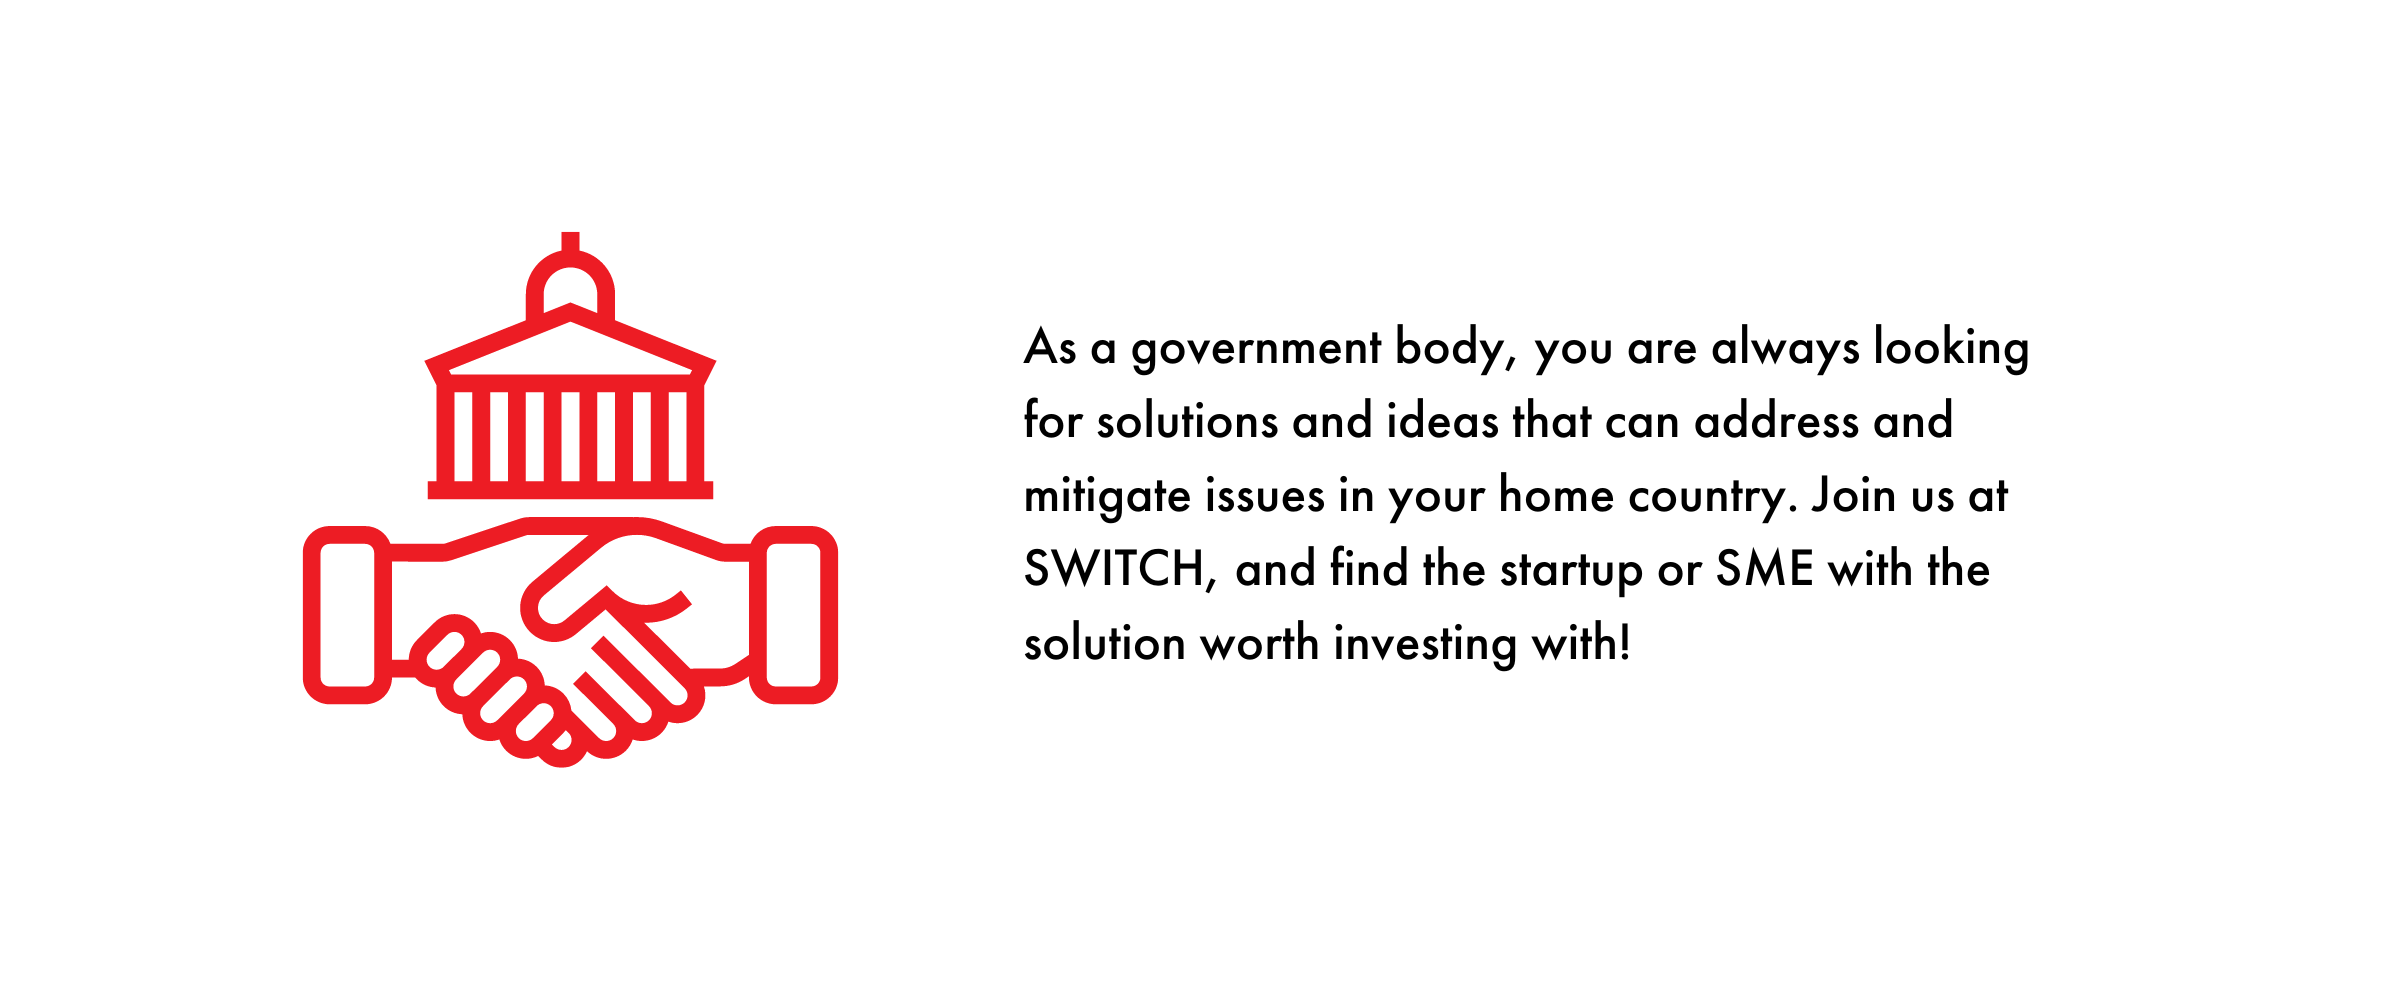 As a government body, you are always looking
for solutions and ideas that can address and
mitigate issues in your home country. Join us at
SWITCH, and find the startup or SME with the
solution worth investing with!